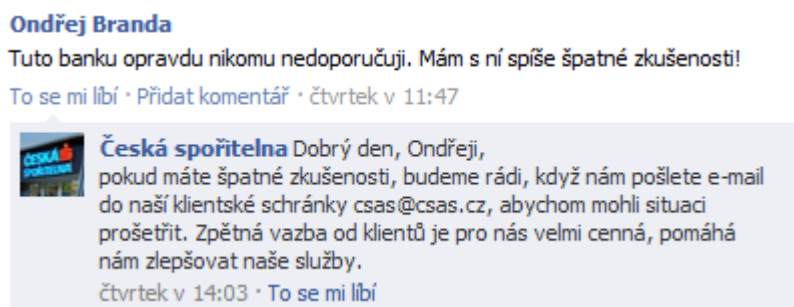 Ondřej Branda
Tuto banku opravdu nikomu nedoporučuji. Mám s ní spíše špatné zkušenosti!
To se mi líbí · Přidat komentář · čtvrtek v 11:47
ČESKÁ
SPOŘITELNA
Česká spořitelna Dobrý den, Ondřeji,
pokud máte špatné zkušenosti, budeme rádi, když nám pošlete e-mail
do naší klientské schránky csas@csas.cz, abychom mohli situaci
prošetřit. Zpětná vazba od klientů je pro nás velmi cenná, pomáhá
nám zlepšovat naše služby.
čtvrtek v 14:03 · To se mi líbí